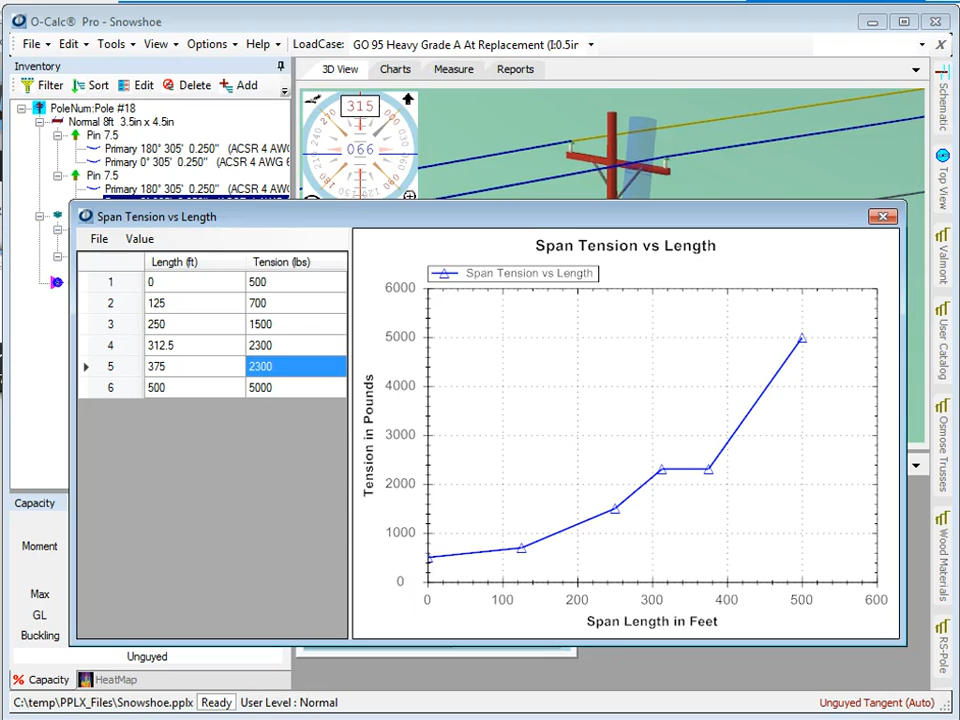 O-Calc® Pro - Snowshoe
File Edit Tools View Options Help LoadCase: GO 95 Heavy Grade A At Replacement (I:0.5in
Inventory
Filter Sort Edit Delete Add
3D View Charts Measure Reports
PoleNum:Pole #18
Normal 8ft 3.5in x 4.5in
Pin 7.5
Primary 180° 305' 0.250" (ACSR 4 AWG
Primary 0° 305' 0.250" (ACSR 4 AWG 6
Pin 7.5
Primary 180° 305' 0.250" (ACSR 4 AWG
315
066
Span Tension vs Length
File Value
Length (ft) Tension (lbs)
1 0 500
2 125 700
3 250 1500
4 312.5 2300
5 375 2300
6 500 5000
Span Tension vs Length
Span Tension vs Length
6000
5000
4000
3000
2000
1000
0
0 100 200 300 400 500 600
Tension in Pounds
Span Length in Feet
Schematic
Top View
Valmont
User Catalog
Osmose Trusses
Wood Materials
RS-Pole
Capacity
Moment
Max
GL
Buckling
Unguyed
Capacity HeatMap
C:\temp\PPLX_Files\Snowshoe.pplx Ready User Level : Normal Unguyed Tangent (Auto)